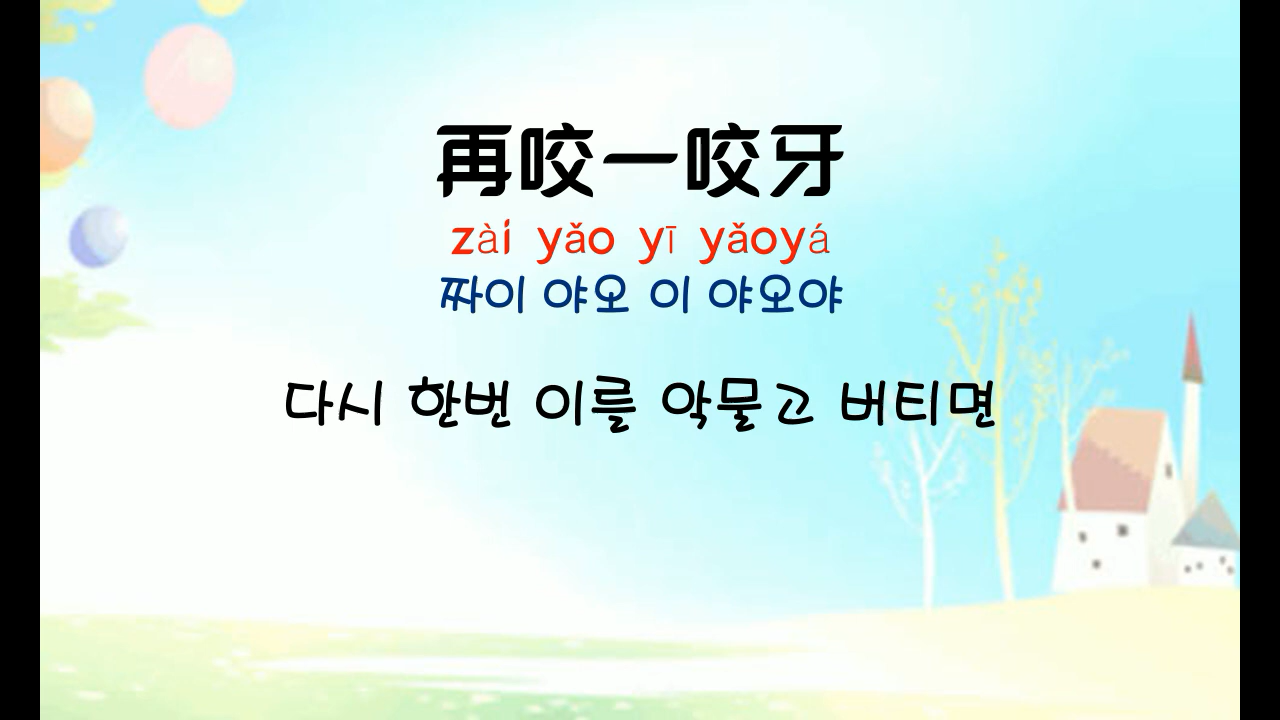 再咬一咬牙
zài yǎo yī yǎoyá
짜이 야오 이 야오야
다시 한번 이를 악물고 버티면